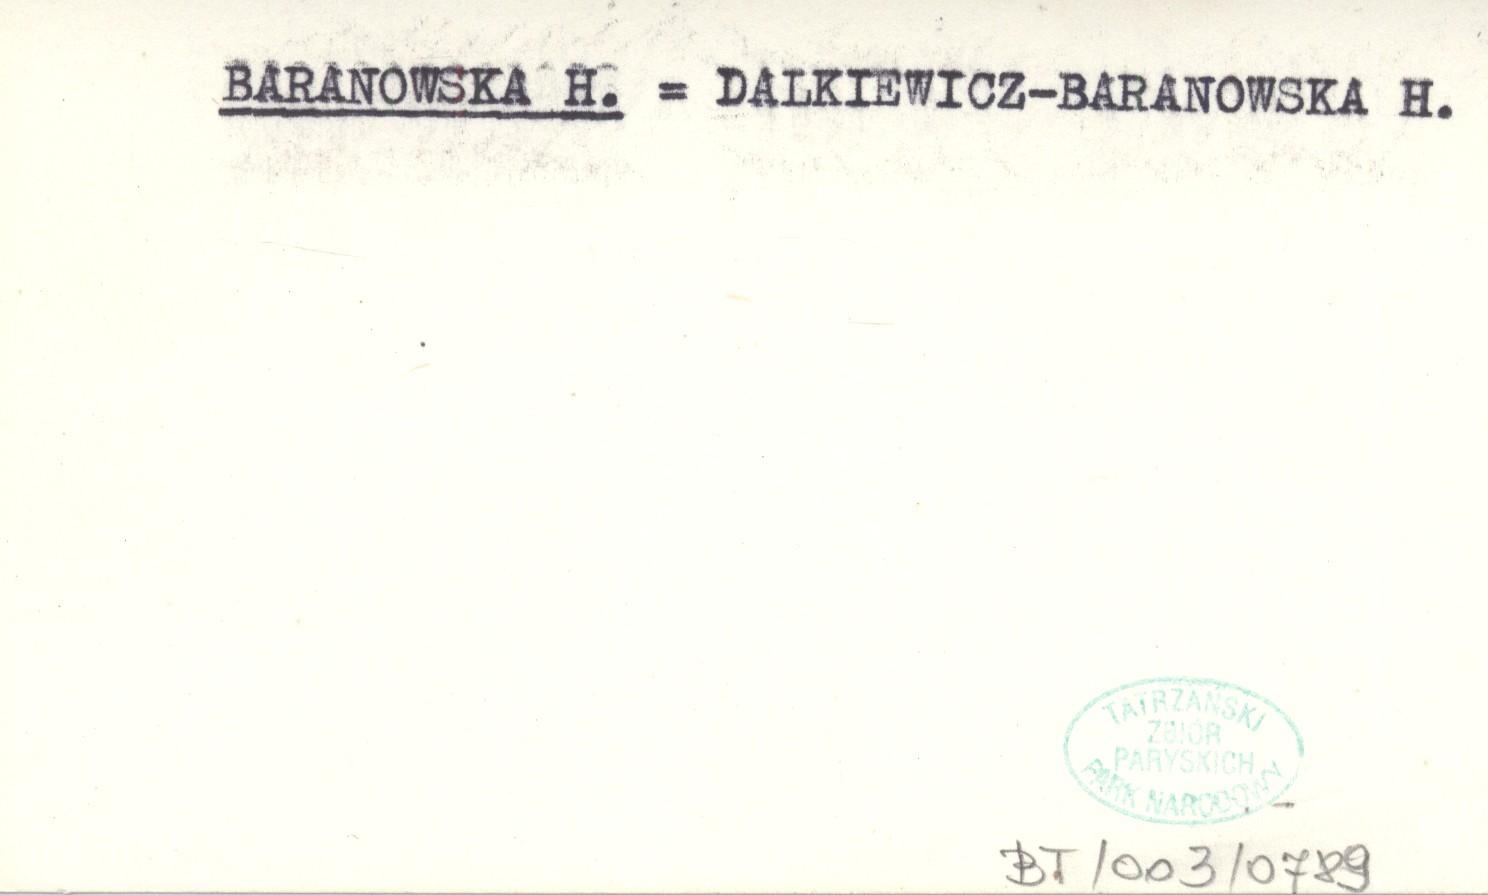 BARANOWSKA H. = DALKIEWICZ-BARANOWSKA H.
TATRZAŃSKI
ZBIÓR
PARYSKICH
PARK NARODOWY
BT/003/0789